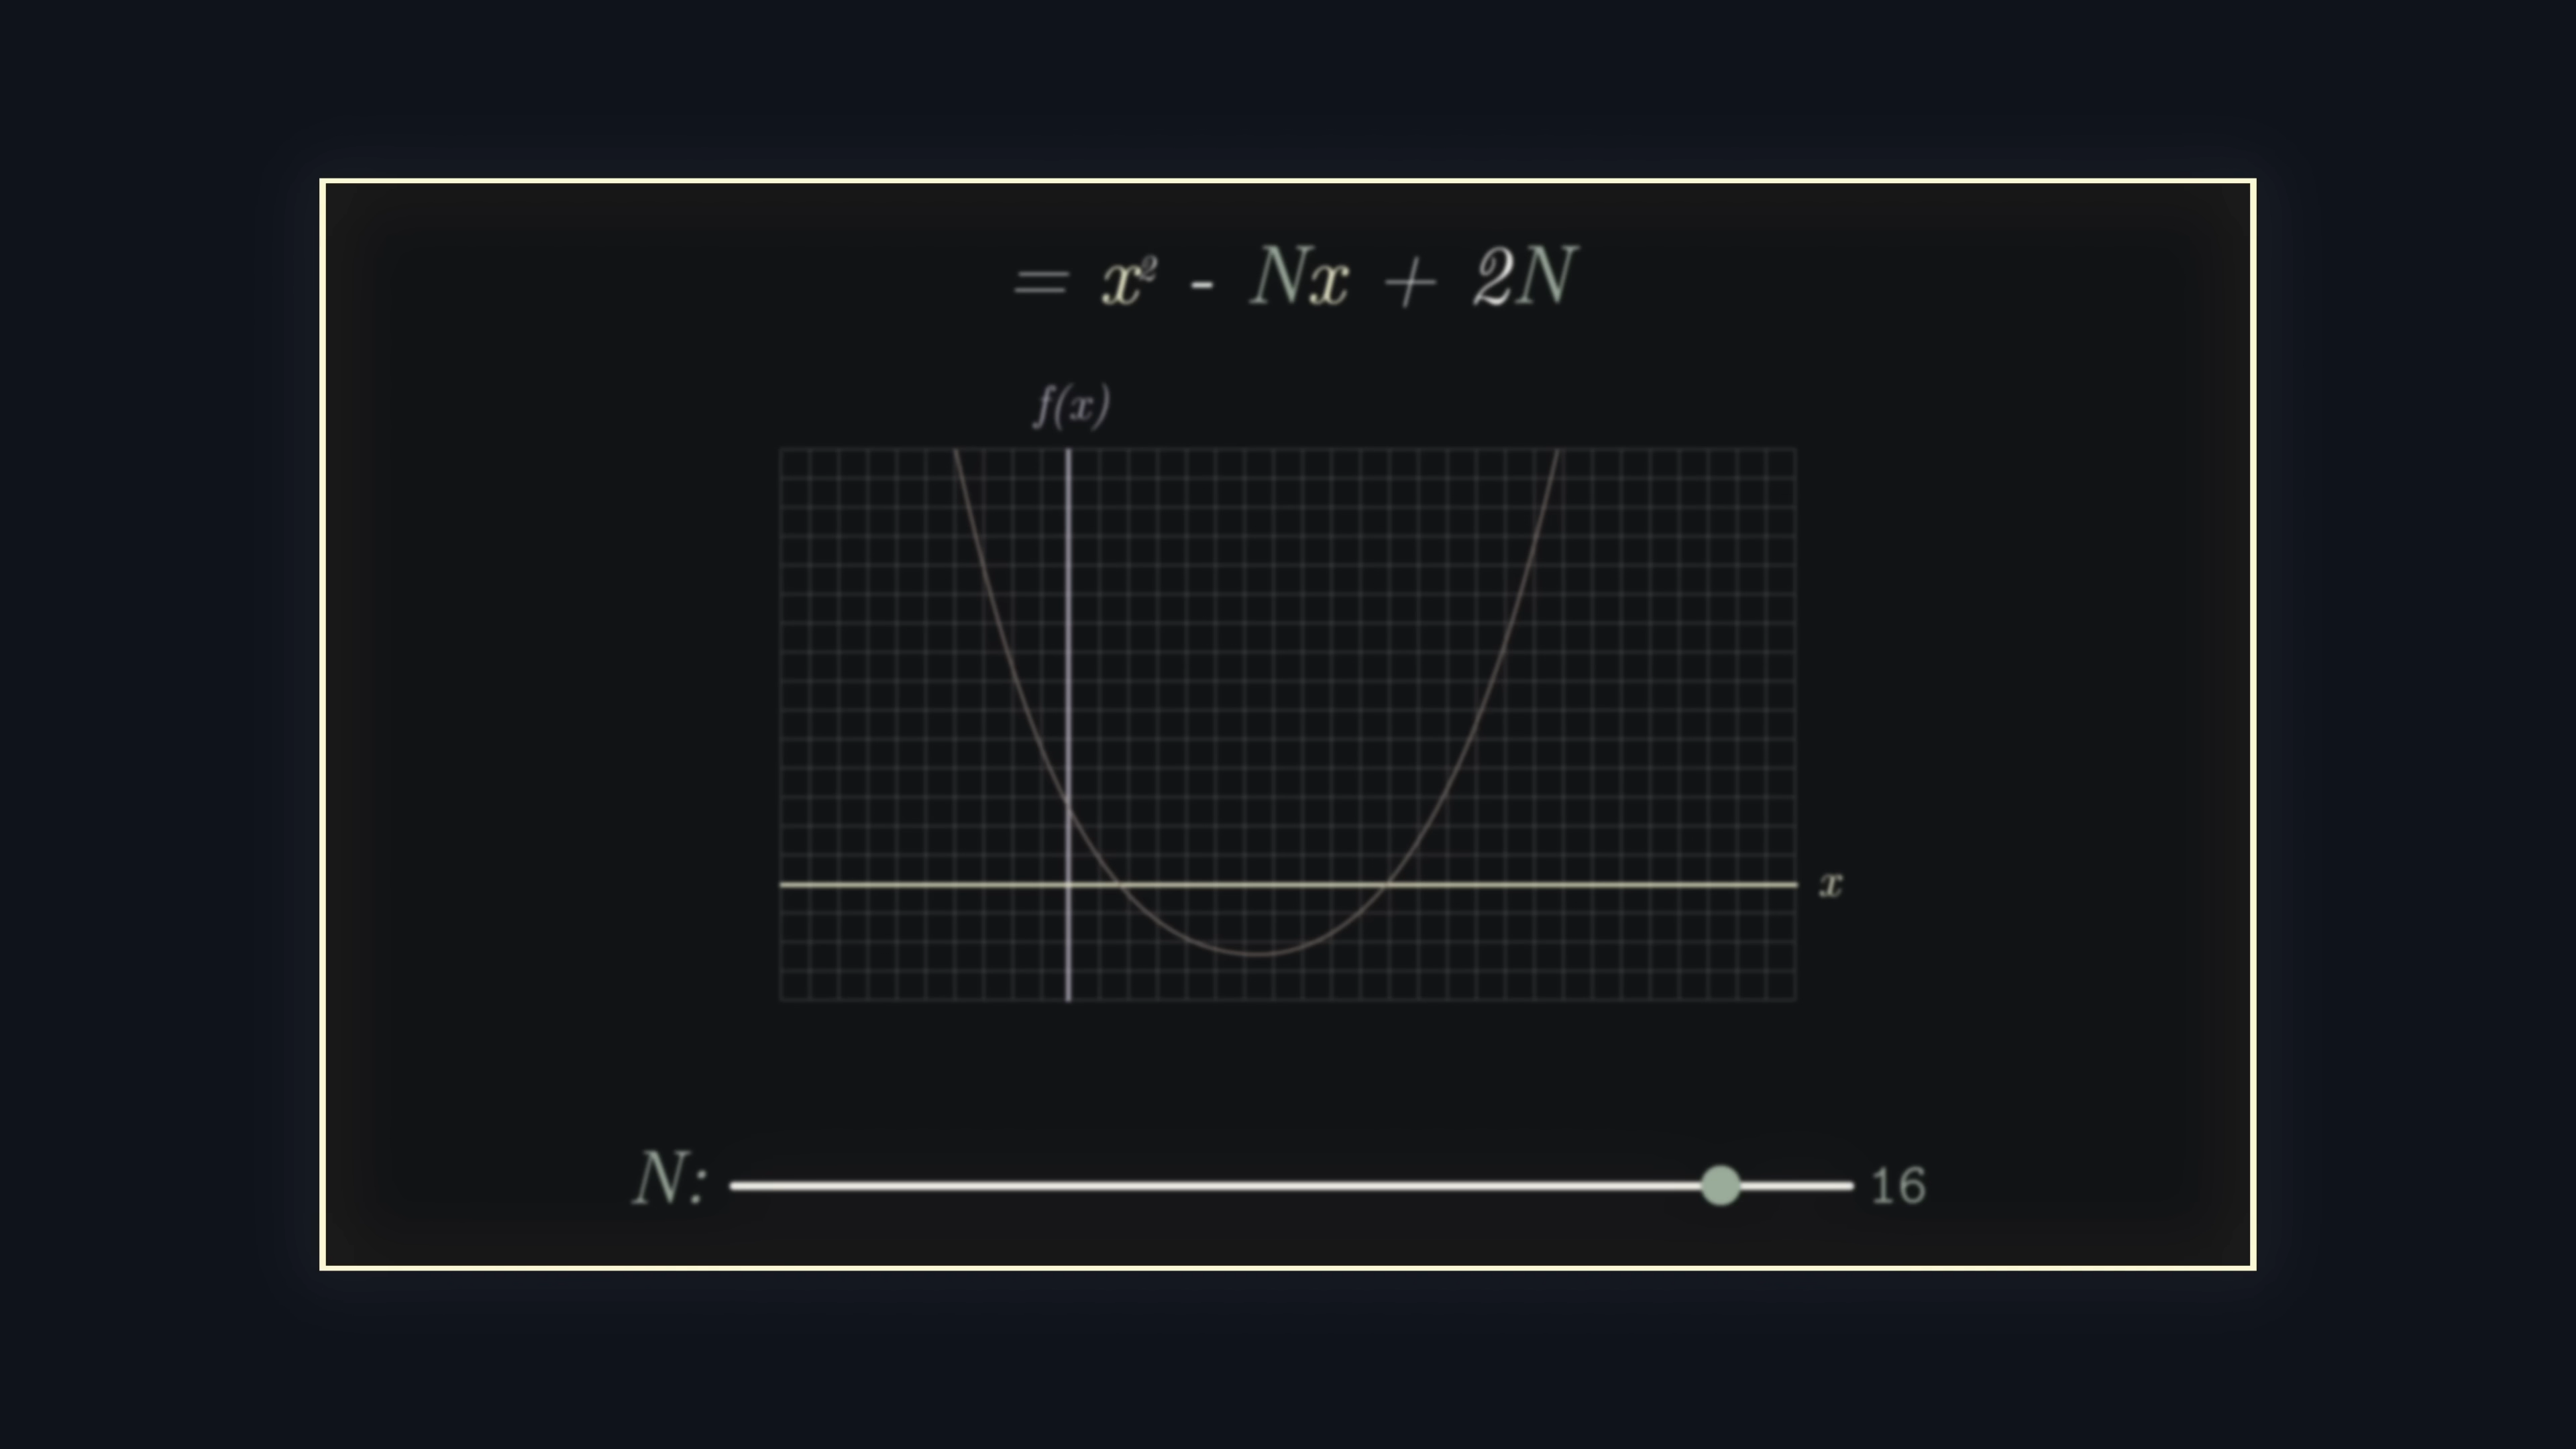 = x² - Nx + 2N
f(x)
x
N: 16